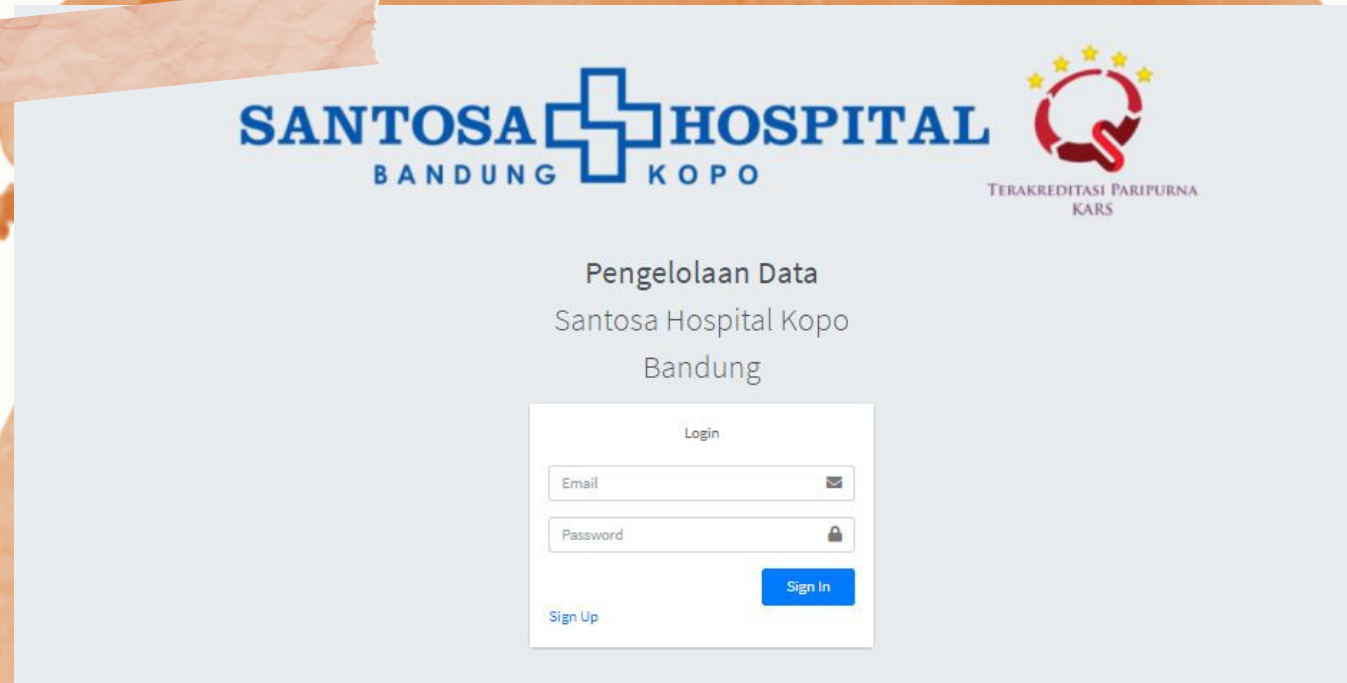 SANTOSA HOSPITAL
BANDUNG KOPO
TERAKREDITASI PARIPURNA
KARS
Pengelolaan Data
Santosa Hospital Kopo
Bandung
Login
Email
Password
Sign In
Sign Up